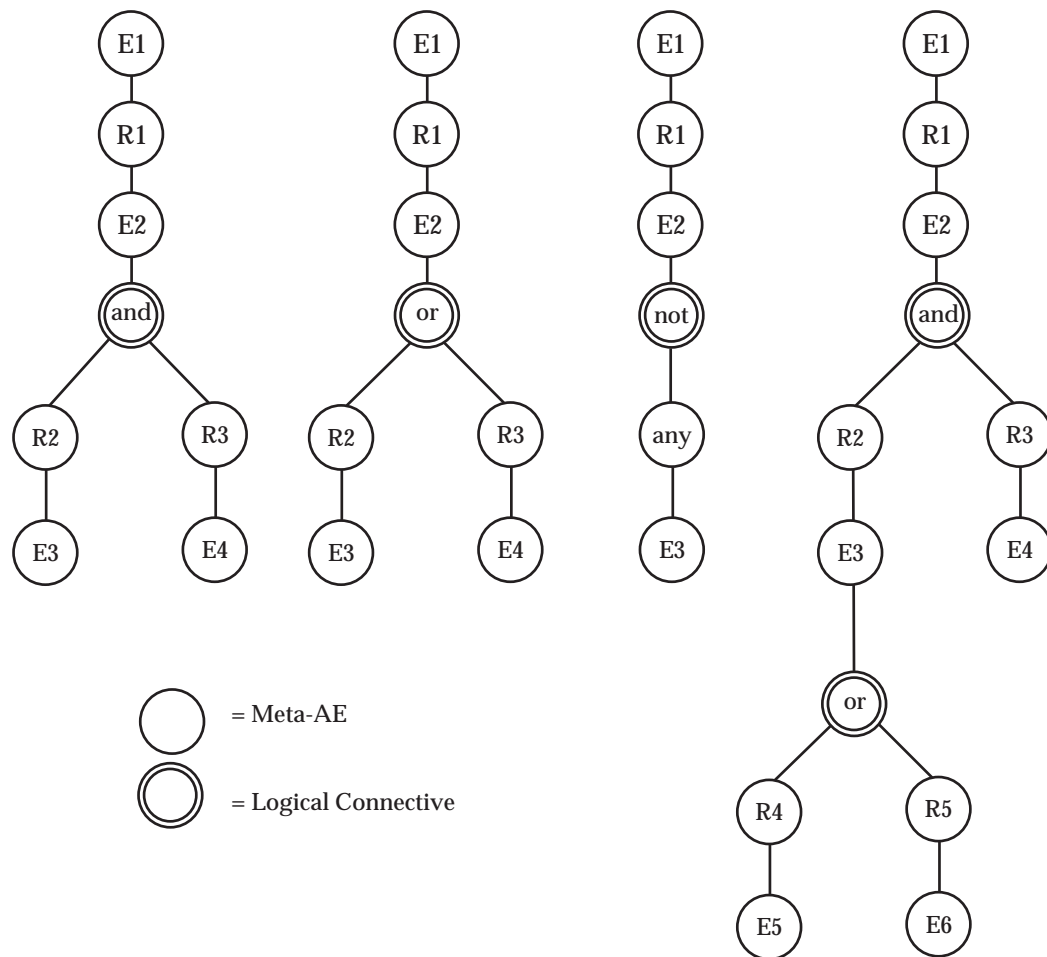 E1
R1
E2
and
R2
R3
E3
E4
E1
R1
E2
or
R2
R3
E3
E4
E1
R1
E2
not
any
E3
E1
R1
E2
and
R2
R3
E3
E4
or
R4
R5
E5
E6
= Meta-AE
= Logical Connective